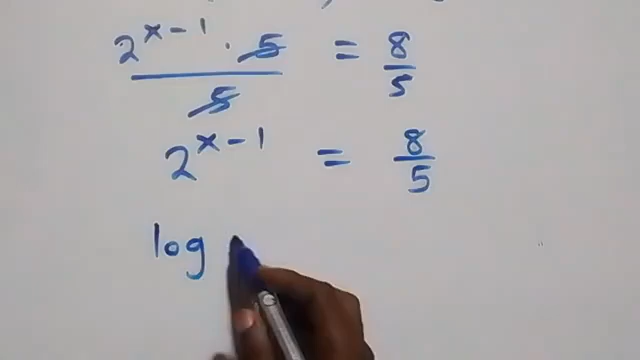 2^{x-1} · 5 / 5 = 8/5
2^{x-1} = 8/5
log